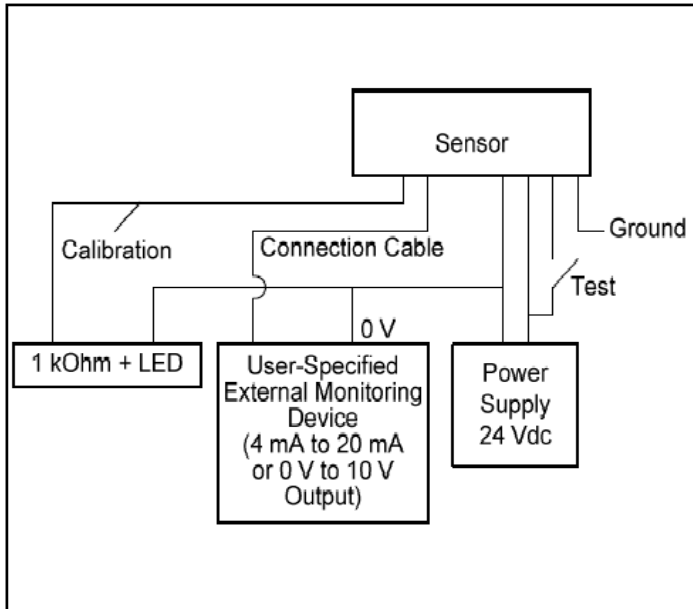 Sensor
Ground
Calibration
Connection Cable
Test
0 V
1 kOhm + LED
User-Specified
External Monitoring
Device
(4 mA to 20 mA
or 0 V to 10 V
Output)
Power
Supply
24 Vdc